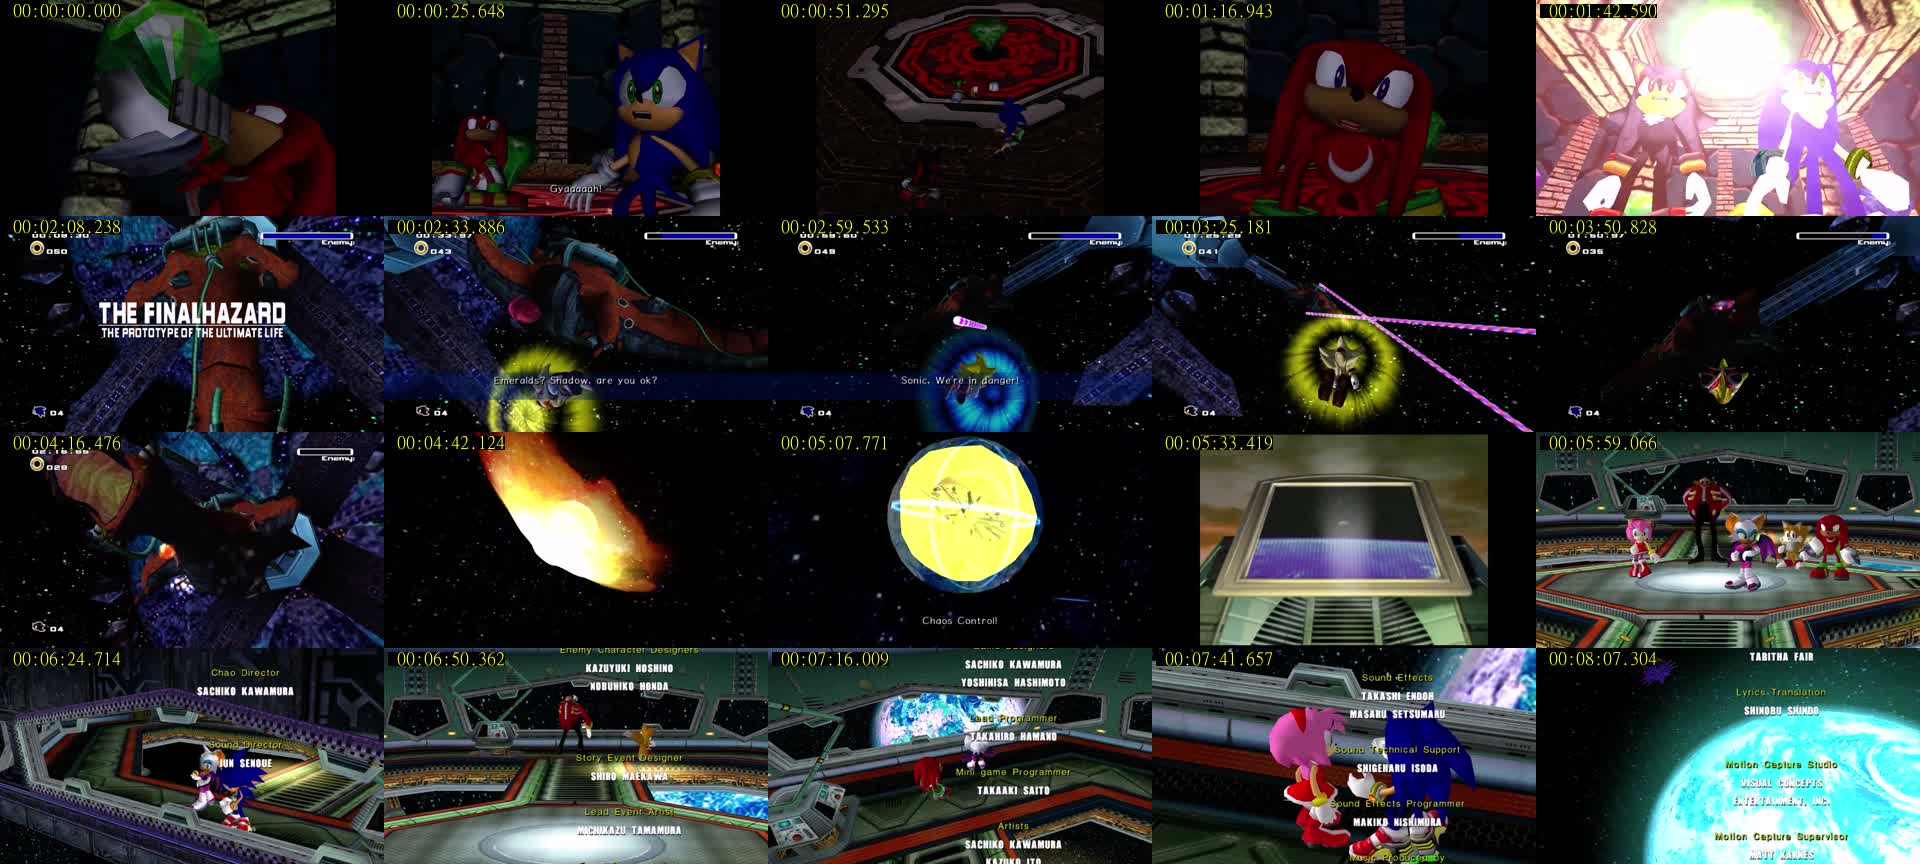 00:00:00.000
00:00:25.648
Gyaaaaah!
00:00:51.295
00:01:16.943
00:01:42.590
00:02:08.238
050
Enemy:
THE FINALHAZARD
THE PROTOTYPE OF THE ULTIMATE LIFE
04
00:02:33.886
043
Enemy:
Emeralds? Shadow, are you ok?
04
00:02:59.533
049
Enemy:
Sonic, We're in danger!
04
00:03:25.181
041
Enemy:
04
00:03:50.828
035
Enemy:
04
00:04:16.476
028
Enemy:
04
00:04:42.124
00:05:07.771
Chaos Control!
00:05:33.419
00:05:59.066
00:06:24.714
Chao Director
SACHIKO KAWAMURA
Sound Director
JUN SENOUE
00:06:50.362
Enemy Character Designers
KAZUYUKI HOSHINO
NOBUHIKO HONDA
Story Event Designer
SHIRO MAEKAWA
Lead Event Artist
MICHIKAZU TAMAMURA
00:07:16.009
Game Designers
SACHIKO KAWAMURA
YOSHIHISA HASHIMOTO
Lead Programmer
TAKAHIRO HAMANO
Mini game Programmer
TAKAAKI SAITO
Artists
SACHIKO KAWAMURA
KAZUKO ITO
00:07:41.657
Sound Effects
TAKASHI ENDOH
MASARU SETSUMARU
Sound Technical Support
SHIGEHARU ISODA
Sound Effects Programmer
MAKIKO NISHIMURA
Music Produced by
00:08:07.304
TABITHA FAIR
Lyrics Translation
SHINOBU SHINDO
Motion Capture Studio
VISUAL CONCEPTS
ENTERTAINMENT, INC.
Motion Capture Supervisor
MATT KARNES